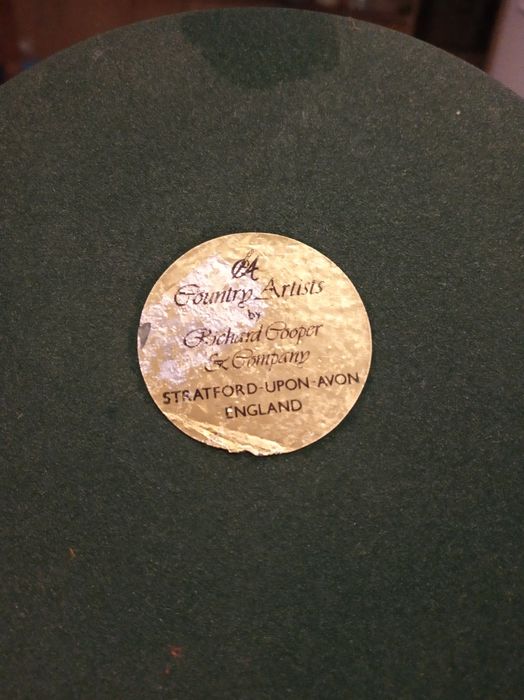 CA
Country Artists
by
Richard Cooper
& Company
STRATFORD-UPON-AVON
ENGLAND